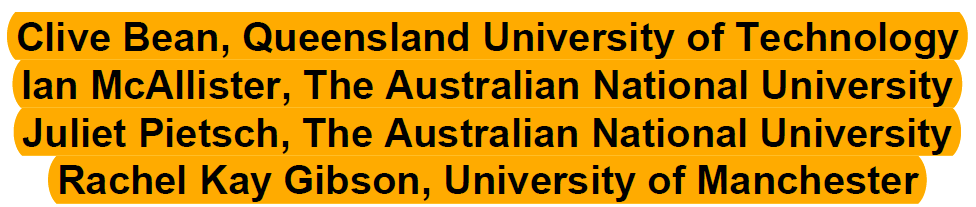 Clive Bean, Queensland University of Technology
Ian McAllister, The Australian National University
Juliet Pietsch, The Australian National University
Rachel Kay Gibson, University of Manchester